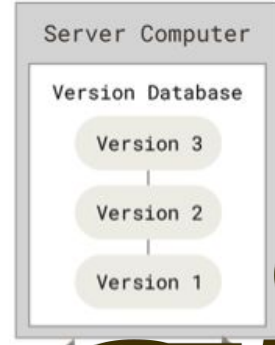 Server Computer
Version Database
Version 3
Version 2
Version 1